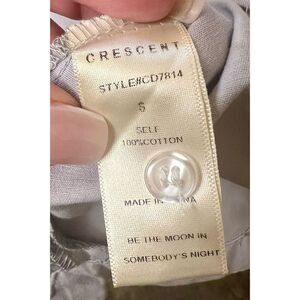 CRESCENT
STYLE#CD7814
S
SELF
100%COTTON
MADE IN
BE THE MOON IN
SOMEBODY'S NIGHT